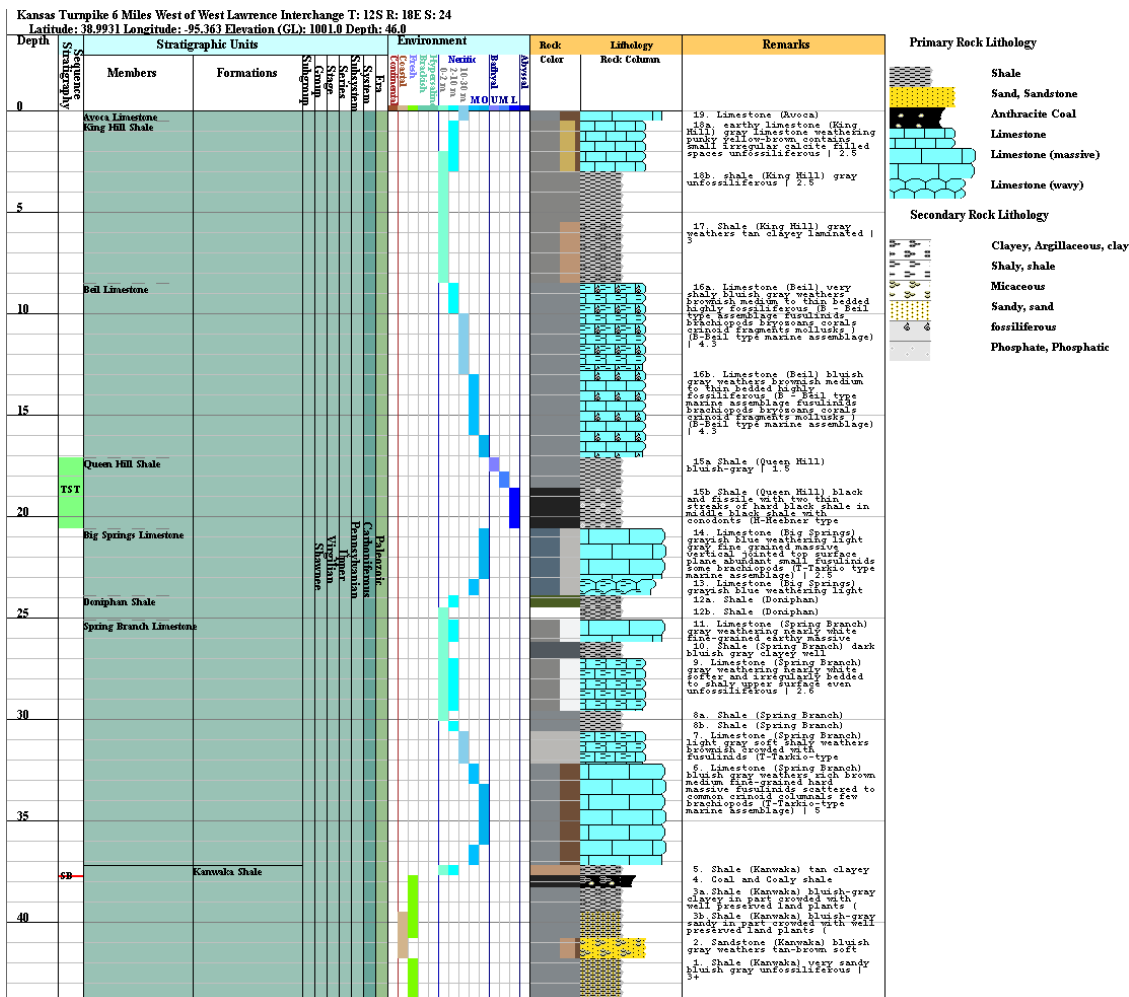 Kansas Turnpike 6 Miles West of West Lawrence Interchange T: 12S R: 18E S: 24
Latitude: 38.9931 Longitude: -95.363 Elevation (GL): 1001.0 Depth: 46.0
Depth
Sequence
Stratigraphy
Stratigraphic Units
Environment
Rock
Lithology
Remarks
Members
Formations
Subgroup
Group
Stage
Series
Subsystem
System
Era
Continental
Coastal
Fresh
Brackish
Hypersaline
Neritic
0-2 m
2-10 m
10-30 m
M O
Bathyal
U M L
Abyssal
Color
Rock Column
0
5
10
15
20
25
30
35
40
TST
SB
Avoca Limestone
King Hill Shale
Beil Limestone
Queen Hill Shale
Big Springs Limestone
Doniphan Shale
Spring Branch Limestone
Kanwaka Shale
Shawnee
Virgilian
Upper
Pennsylvanian
Carboniferous
Paleozoic
19. Limestone (Avoca)
18a. earthy limestone (King
Hill) gray limestone weathering
punky yellow-brown contains
small irregular calcite filled
spaces unfossiliferous | 2.5
18b. shale (King Hill) gray
unfossiliferous | 2.5
17. Shale (King Hill) gray
weathers tan clayey laminated |
3
16a. Limestone (Beil) very
shaly bluish gray weathers
brownish medium to thin bedded
highly fossiliferous (B - Beil
type assemblage fusulinids
brachiopods bryozoans corals
crinoid fragments mollusks )
(B-Beil type marine assemblage)
| 4.3
16b. Limestone (Beil) bluish
gray weathers brownish medium
to thin bedded highly
fossiliferous (B - Beil type
marine assemblage fusulinids
brachiopods bryozoans corals
crinoid fragments mollusks )
(B-Beil type marine assemblage)
| 4.3
15a Shale (Queen Hill)
bluish-gray | 1.5
15b Shale (Queen Hill) black
and fissile with two thin
streaks of hard black shale in
middle black shale with
conodonts (H-Heebner type
14. Limestone (Big Springs)
grayish blue weathering light
gray fine grained massive
vertical jointed top surface
plane abundant small fusulinids
some brachiopods (T-Tarkio type
marine assemblage) | 2.5
13. Limestone (Big Springs)
grayish blue weathering light
12a. Shale (Doniphan)
12b. Shale (Doniphan)
11. Limestone (Spring Branch)
gray weathering nearly white
fine-grained earthy massive
10. Shale (Spring Branch) dark
bluish gray clayey well
9. Limestone (Spring Branch)
gray weathering nearly white
softer and irregularly bedded
to shaly upper surface even
unfossiliferous | 2.6
8a. Shale (Spring Branch)
8b. Shale (Spring Branch)
7. Limestone (Spring Branch)
light gray soft shaly weathers
brownish crowded with
fusulinids (T-Tarkio-type
6. Limestone (Spring Branch)
bluish gray weathers rich brown
medium fine-grained hard
massive fusulinids scattered to
common crinoid columnals few
brachiopods (T-Tarkio-type
marine assemblage) | 5
5. Shale (Kanwaka) tan clayey
4. Coal and Coaly shale
3a. Shale (Kanwaka) bluish-gray
clayey in part crowded with
well preserved land plants (
3b. Shale (Kanwaka) bluish-gray
sandy in part crowded with well
preserved land plants (
2. Sandstone (Kanwaka) bluish
gray weathers tan-brown soft
1. Shale (Kanwaka) very sandy
bluish gray unfossiliferous |
3+
Primary Rock Lithology
Shale
Sand, Sandstone
Anthracite Coal
Limestone
Limestone (massive)
Limestone (wavy)
Secondary Rock Lithology
Clayey, Argillaceous, clay
Shaly, shale
Micaceous
Sandy, sand
fossiliferous
Phosphate, Phosphatic